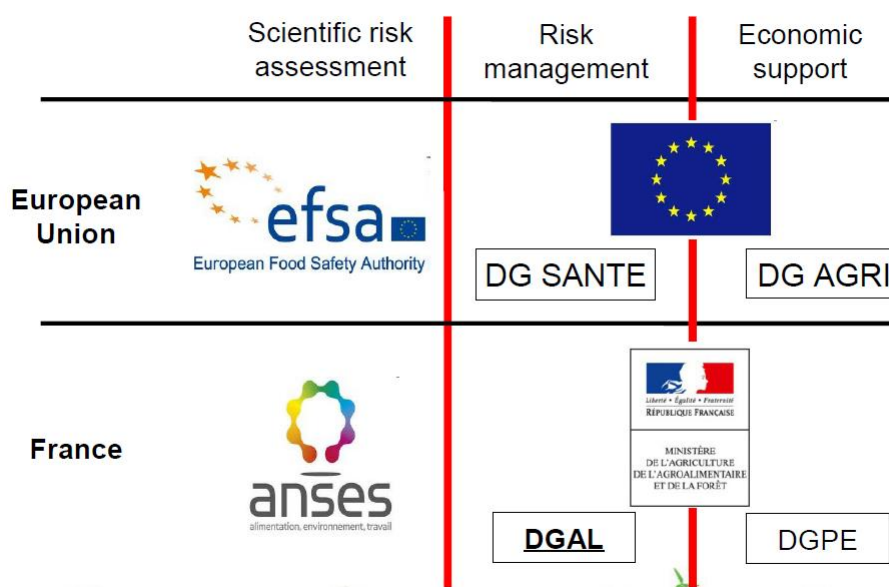 Scientific risk
assessment
Risk
management
Economic
support
European
Union
efsa
European Food Safety Authority
DG SANTE
DG AGRI
France
anses
alimentation, environnement, travail
Liberté • Égalité • Fraternité
RÉPUBLIQUE FRANÇAISE
MINISTÈRE
DE L'AGRICULTURE
DE L'AGROALIMENTAIRE
ET DE LA FORÊT
DGAL
DGPE